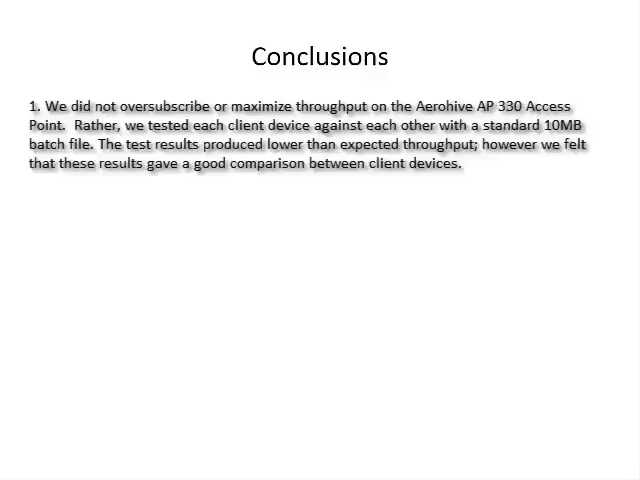 Conclusions
1. We did not oversubscribe or maximize throughput on the Aerohive AP 330 Access
Point.  Rather, we tested each client device against each other with a standard 10MB
batch file. The test results produced lower than expected throughput; however we felt
that these results gave a good comparison between client devices.